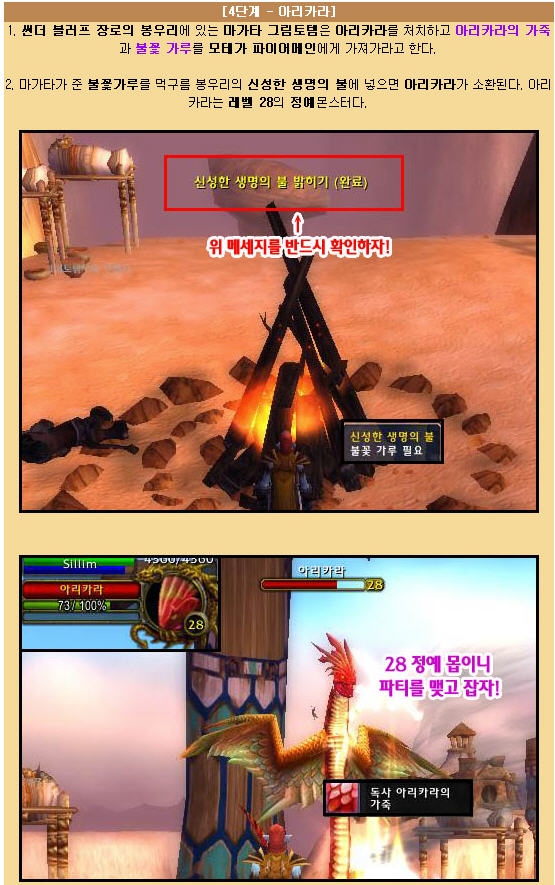 [4단계 - 아리카라]
1. 썬더 블러프 장로의 봉우리에 있는 마가타 그림토템은 아리카라를 처치하고 아리카라의 가죽
과 불꽃 가루를 모테가 파이어메인에게 가져가라고 한다.
2. 마가타가 준 불꽃가루를 먹구름 봉우리의 신성한 생명의 불에 넣으면 아리카라가 소환된다. 아리
카라는 레벨 28의 정예몬스터다.
신성한 생명의 불 밝히기 (완료)
위 메세지를 반드시 확인하자!
신성한 생명의 불
불꽃 가루 필요
Sillim
4360/4360
아리카라
73 / 100%
28
아리카라
28
28 정예 몹이니
파티를 맺고 잡자!
독사 아리카라의
가죽